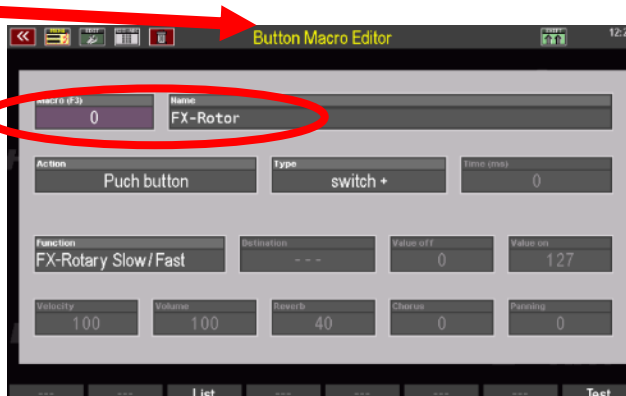 Button Macro Editor 12:2
Macro (F3) Name
0 FX-Rotor
Action Type Time (ms)
Puch button switch + 0
Function Destination Value off Value on
FX-Rotary Slow/Fast --- 0 127
Velocity Volume Reverb Chorus Panning
100 100 40 0 0
--- --- List --- --- --- --- Test